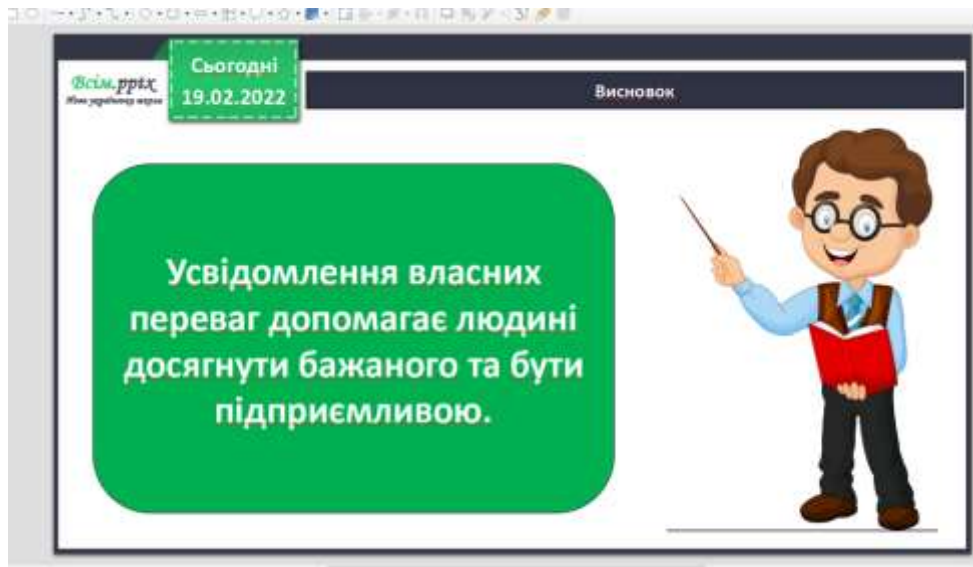 Сьогодні
19.02.2022
Всім.pptx
Висновок
Усвідомлення власних
переваг допомагає людині
досягнути бажаного та бути
підприємливою.